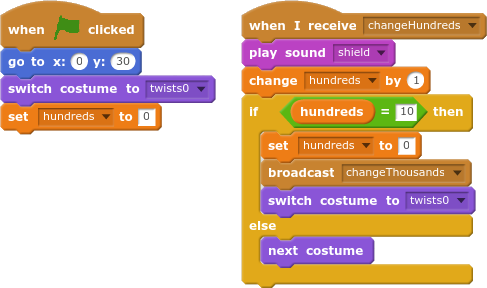 when clicked
go to x: 0 y: 30
switch costume to twists0
set hundreds to 0
when I receive changeHundreds
play sound shield
change hundreds by 1
if hundreds = 10 then
set hundreds to 0
broadcast changeThousands
switch costume to twists0
else
next costume